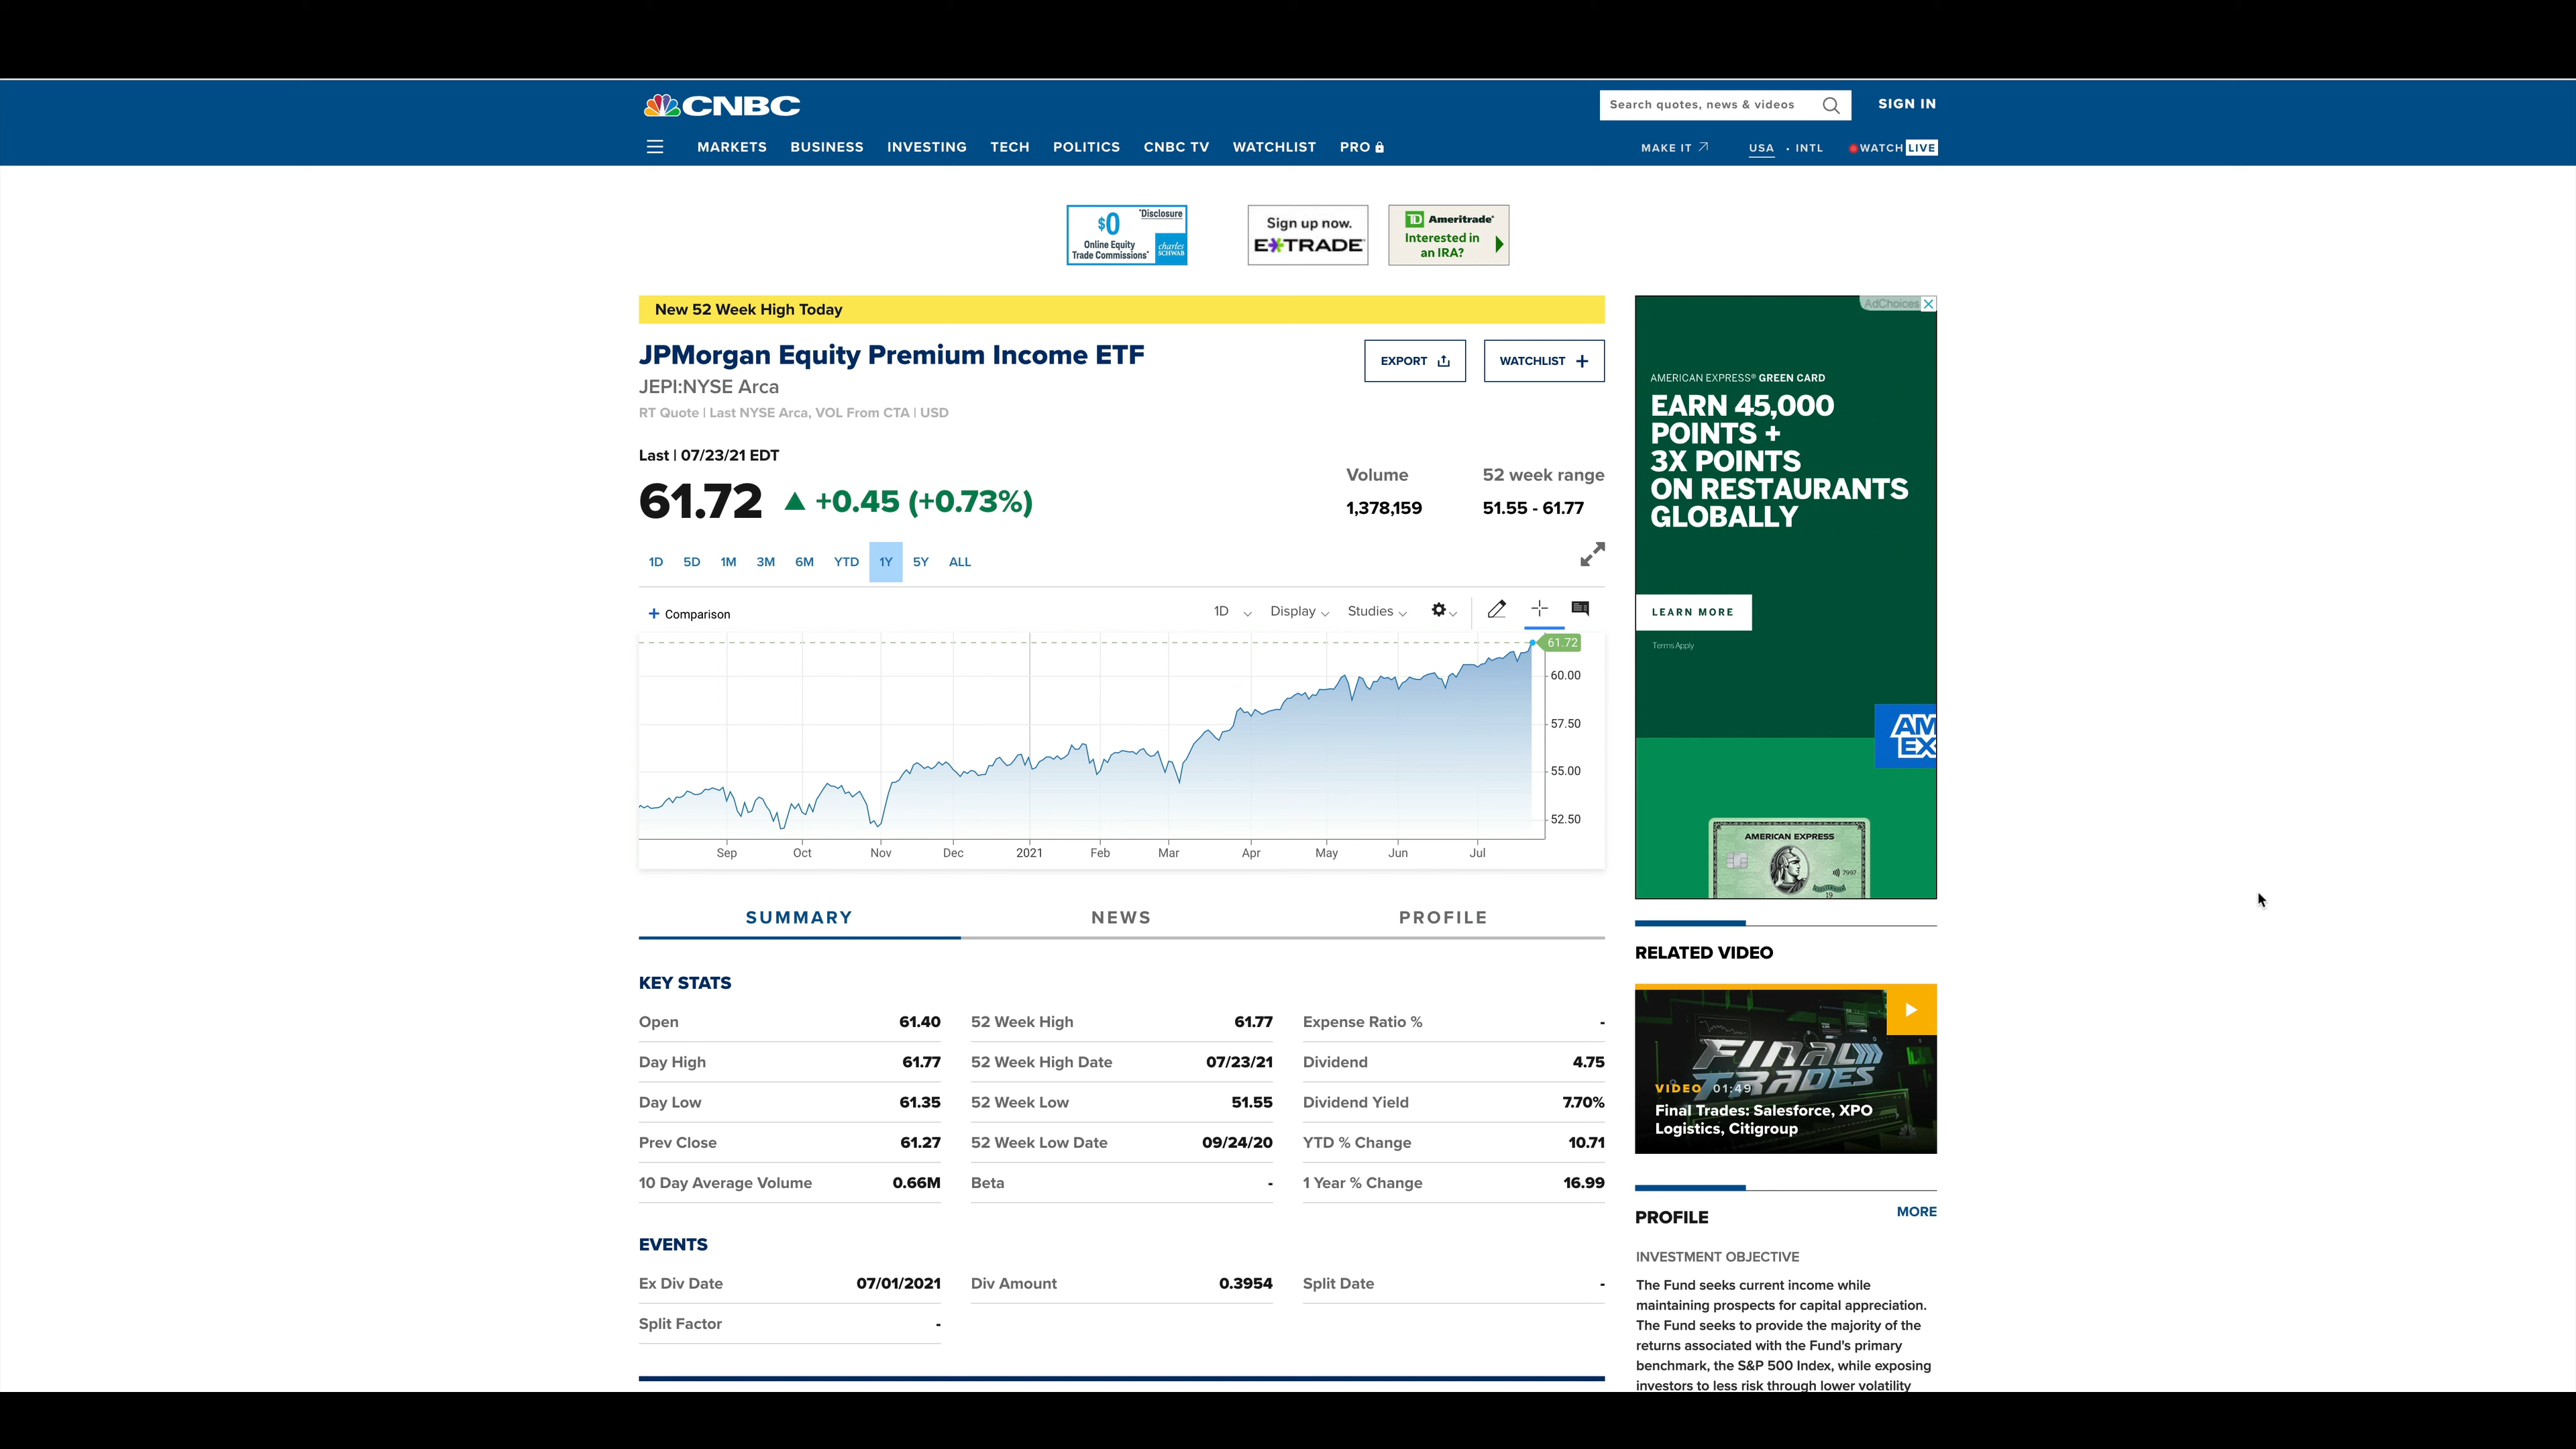 CNBC
Search quotes, news & videos
SIGN IN
MARKETS BUSINESS INVESTING TECH POLITICS CNBC TV WATCHLIST PRO
MAKE IT USA · INTL WATCH LIVE
*Disclosure
$0
Online Equity
Trade Commissions*
charles
SCHWAB
Sign up now.
E*TRADE
TD Ameritrade
Interested in
an IRA?
New 52 Week High Today
JPMorgan Equity Premium Income ETF
EXPORT
WATCHLIST +
JEPI:NYSE Arca
RT Quote | Last NYSE Arca, VOL From CTA | USD
Last | 07/23/21 EDT
61.72 ▲ +0.45 (+0.73%)
Volume
1,378,159
52 week range
51.55 - 61.77
1D 5D 1M 3M 6M YTD 1Y 5Y ALL
+ Comparison
1D Display Studies
61.72
60.00
57.50
55.00
52.50
Sep Oct Nov Dec 2021 Feb Mar Apr May Jun Jul
SUMMARY NEWS PROFILE
KEY STATS
Open 61.40
Day High 61.77
Day Low 61.35
Prev Close 61.27
10 Day Average Volume 0.66M
52 Week High 61.77
52 Week High Date 07/23/21
52 Week Low 51.55
52 Week Low Date 09/24/20
Beta -
Expense Ratio % -
Dividend 4.75
Dividend Yield 7.70%
YTD % Change 10.71
1 Year % Change 16.99
EVENTS
Ex Div Date 07/01/2021
Div Amount 0.3954
Split Date -
Split Factor -
AdChoices
AMERICAN EXPRESS® GREEN CARD
EARN 45,000
POINTS +
3X POINTS
ON RESTAURANTS
GLOBALLY
LEARN MORE
Terms Apply
AM
EX
AMERICAN EXPRESS
7997
19
RELATED VIDEO
FINAL
TRADES
VIDEO 01:49
Final Trades: Salesforce, XPO
Logistics, Citigroup
PROFILE
MORE
INVESTMENT OBJECTIVE
The Fund seeks current income while
maintaining prospects for capital appreciation.
The Fund seeks to provide the majority of the
returns associated with the Fund's primary
benchmark, the S&P 500 Index, while exposing
investors to less risk through lower volatility